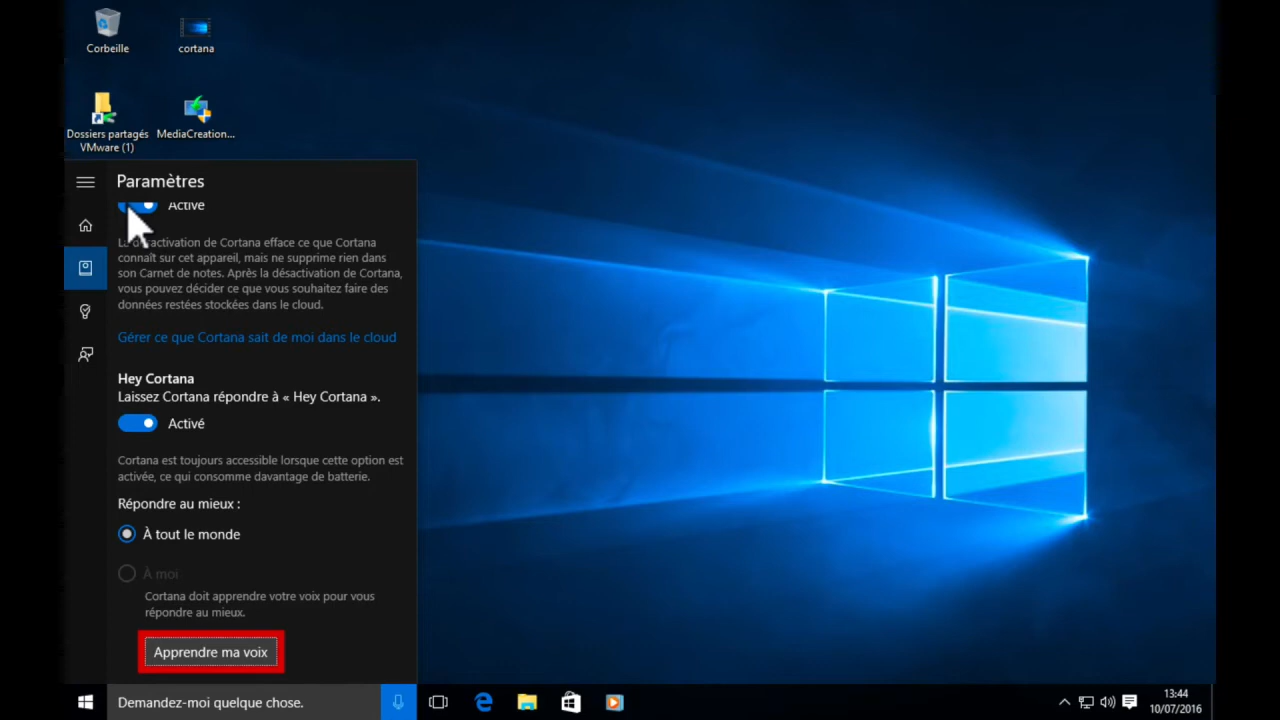 Corbeille
cortana
Dossiers partagés
VMware (1)
MediaCreation...
Paramètres
Activé
La désactivation de Cortana efface ce que Cortana
connaît sur cet appareil, mais ne supprime rien dans
son Carnet de notes. Après la désactivation de Cortana,
vous pouvez décider ce que vous souhaitez faire des
données restées stockées dans le cloud.
Gérer ce que Cortana sait de moi dans le cloud
Hey Cortana
Laissez Cortana répondre à « Hey Cortana ».
Activé
Cortana est toujours accessible lorsque cette option est
activée, ce qui consomme davantage de batterie.
Répondre au mieux :
À tout le monde
À moi
Cortana doit apprendre votre voix pour vous
répondre au mieux.
Apprendre ma voix
Demandez-moi quelque chose.
13:44
10/07/2016